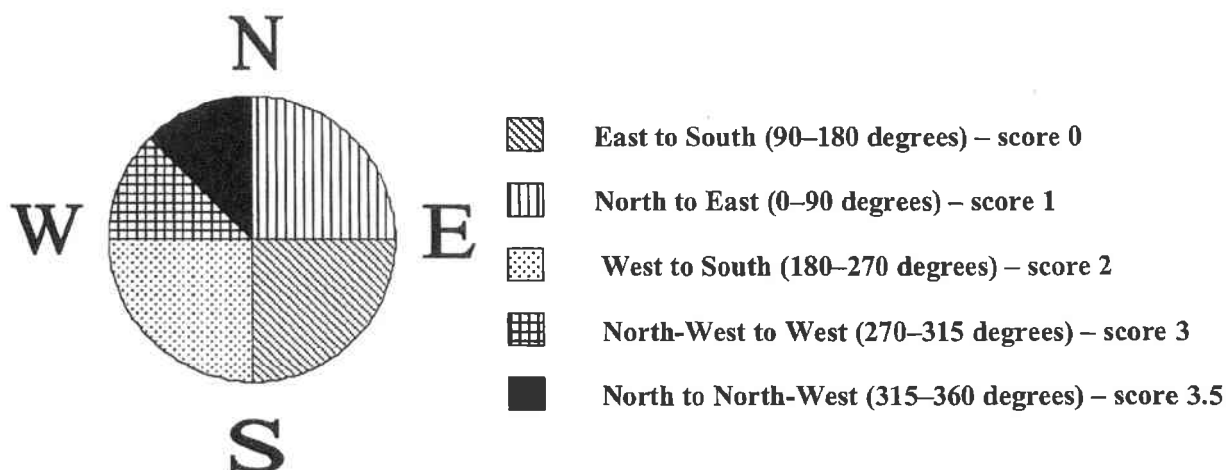 N
W
E
S
East to South (90–180 degrees) – score 0
North to East (0–90 degrees) – score 1
West to South (180–270 degrees) – score 2
North-West to West (270–315 degrees) – score 3
North to North-West (315–360 degrees) – score 3.5